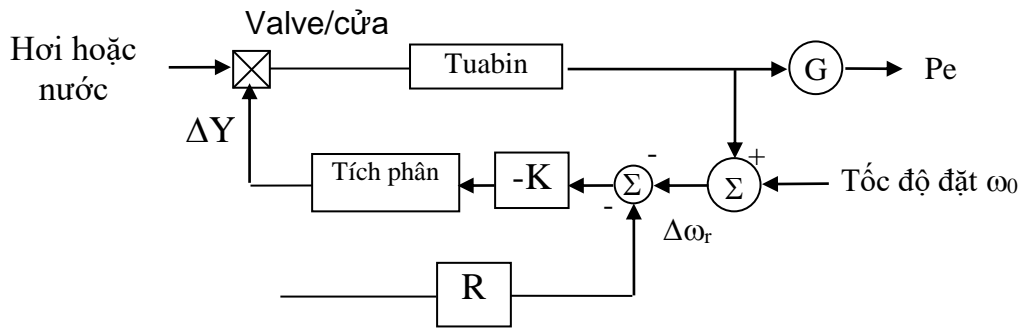 Valve/cửa
Hơi hoặc
nước
Tuabin
G
Pe
ΔY
Tích phân
-K
-
Σ
-
+
Σ
Tốc độ đặt ω0
Δωr
R